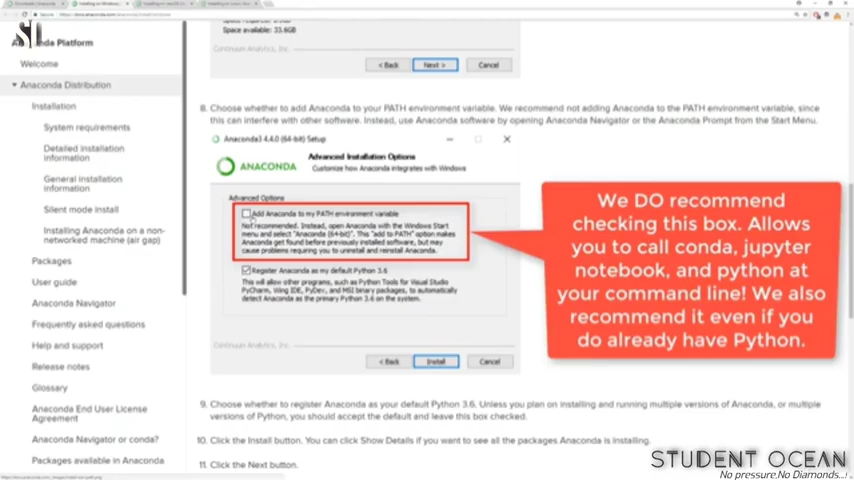 SL
Anaconda Platform
Welcome
Anaconda Distribution
Installation
System requirements
Detailed installation
information
General installation
information
Silent mode install
Installing Anaconda on a non-
networked machine (air gap)
Packages
User guide
Anaconda Navigator
Frequently asked questions
Help and support
Release notes
Glossary
Anaconda End User License
Agreement
Anaconda Navigator or conda?
Packages available in Anaconda
Space available: 33.6GB
Continuum Analytics, Inc.
< Back
Next >
Cancel
8. Choose whether to add Anaconda to your PATH environment variable. We recommend not adding Anaconda to the PATH environment variable, since
this can interfere with other software. Instead, use Anaconda software by opening Anaconda Navigator or the Anaconda Prompt from the Start Menu.
Anaconda3 4.4.0 (64-bit) Setup
ANACONDA
Advanced Installation Options
Customize how Anaconda integrates with Windows
Advanced Options
Add Anaconda to my PATH environment variable
Not recommended. Instead, open Anaconda with the Windows Start
menu and select "Anaconda (64-bit)". This "add to PATH" option makes
Anaconda get found before previously installed software, but may
cause problems requiring you to uninstall and reinstall Anaconda.
Register Anaconda as my default Python 3.6
This will allow other programs, such as Python Tools for Visual Studio
PyCharm, Wing IDE, PyDev, and MSI binary packages, to automatically
detect Anaconda as the primary Python 3.6 on the system.
Continuum Analytics, Inc.
< Back
Install
Cancel
We DO recommend
checking this box. Allows
you to call conda, jupyter
notebook, and python at
your command line! We also
recommend it even if you
do already have Python.
9. Choose whether to register Anaconda as your default Python 3.6. Unless you plan on installing and running multiple versions of Anaconda, or multiple
versions of Python, you should accept the default and leave this box checked.
10. Click the Install button. You can click Show Details if you want to see all the packages Anaconda is installing.
11. Click the Next button.
STUDENT OCEAN
No pressure,No Diamonds...!